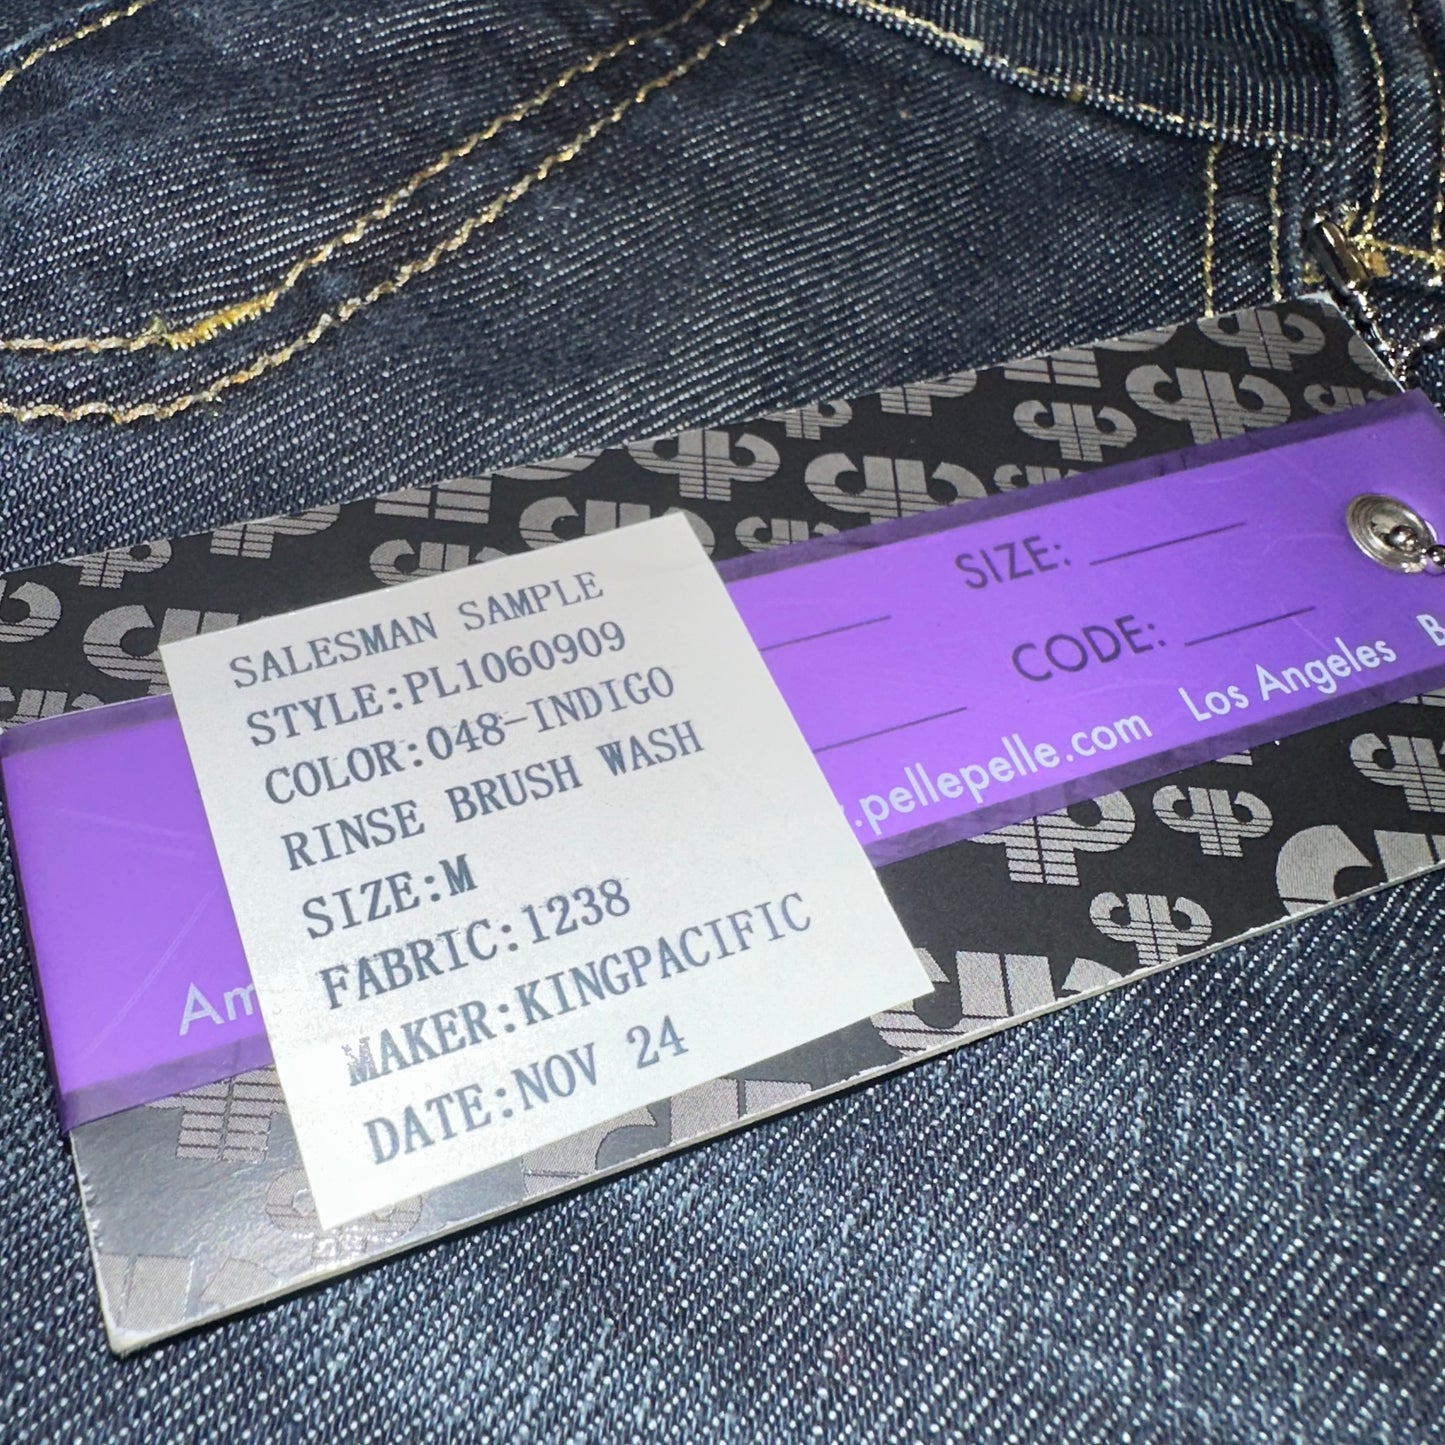 SALESMAN SAMPLE
STYLE:PL1060909
COLOR:048-INDIGO
RINSE BRUSH WASH
SIZE:M
FABRIC:1238
MAKER:KINGPACIFIC
DATE:NOV 24
SIZE:
CODE:
.pellepelle.com Los Angeles